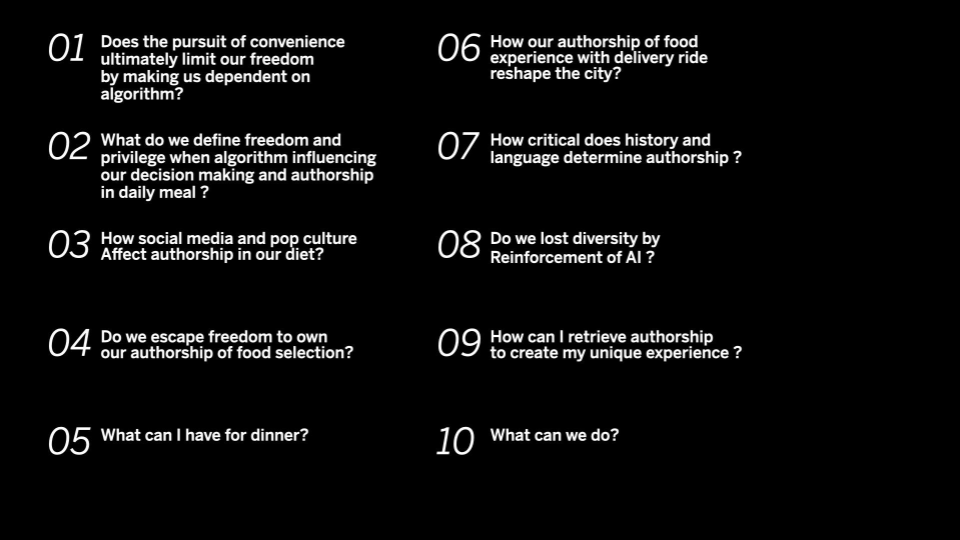 01 Does the pursuit of convenience
ultimately limit our freedom
by making us dependent on
algorithm?
02 What do we define freedom and
privilege when algorithm influencing
our decision making and authorship
in daily meal ?
03 How social media and pop culture
Affect authorship in our diet?
04 Do we escape freedom to own
our authorship of food selection?
05 What can I have for dinner?
06 How our authorship of food
experience with delivery ride
reshape the city?
07 How critical does history and
language determine authorship ?
08 Do we lost diversity by
Reinforcement of AI ?
09 How can I retrieve authorship
to create my unique experience ?
10 What can we do?